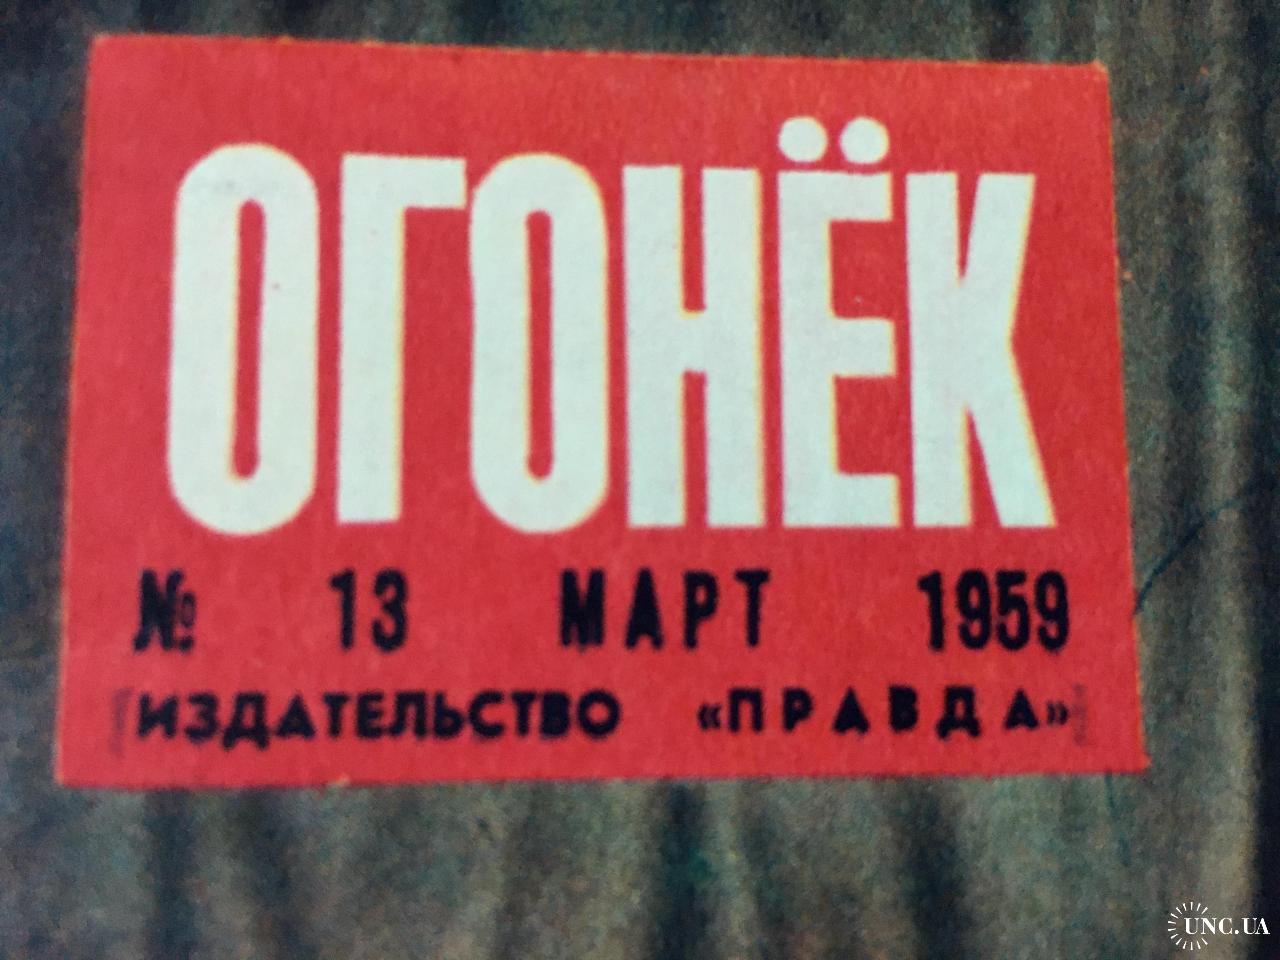 ОГОНЁК
№ 13 МАРТ 1959
ИЗДАТЕЛЬСТВО «ПРАВДА»
UNC.UA